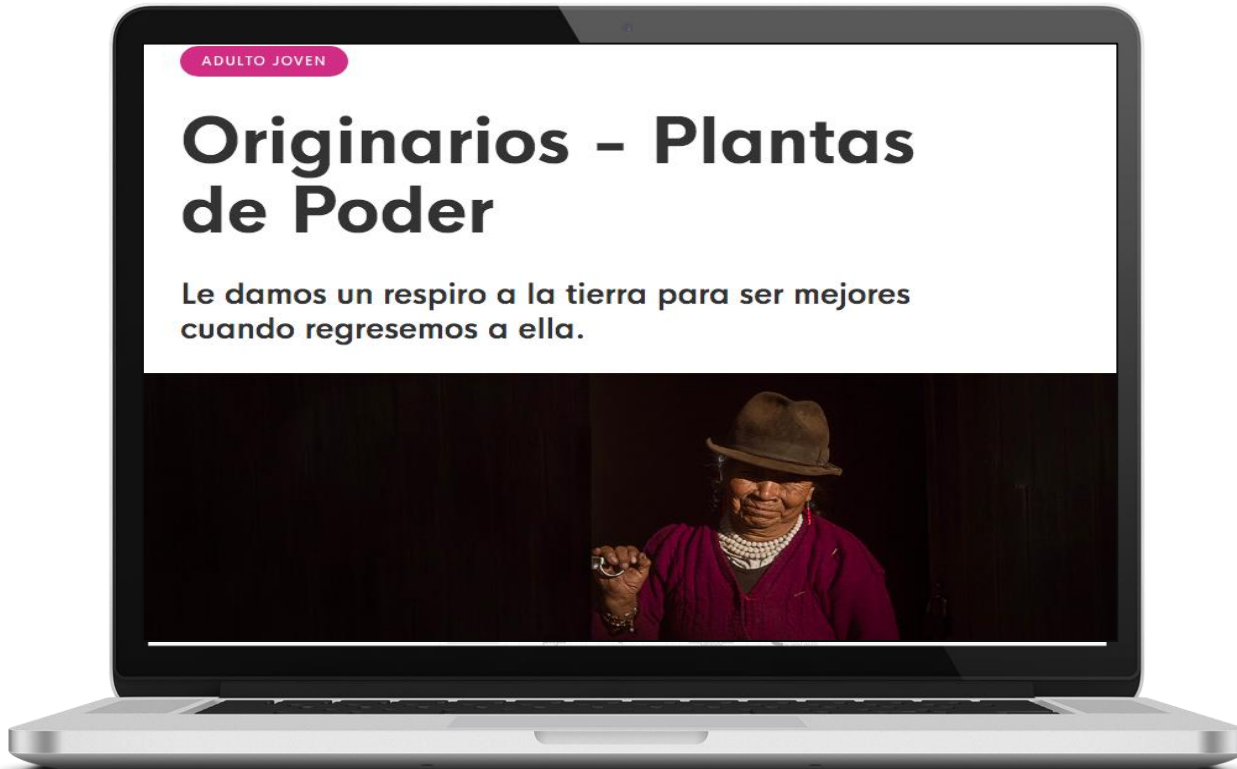 ADULTO JOVEN
Originarios - Plantas
de Poder
Le damos un respiro a la tierra para ser mejores
cuando regresemos a ella.